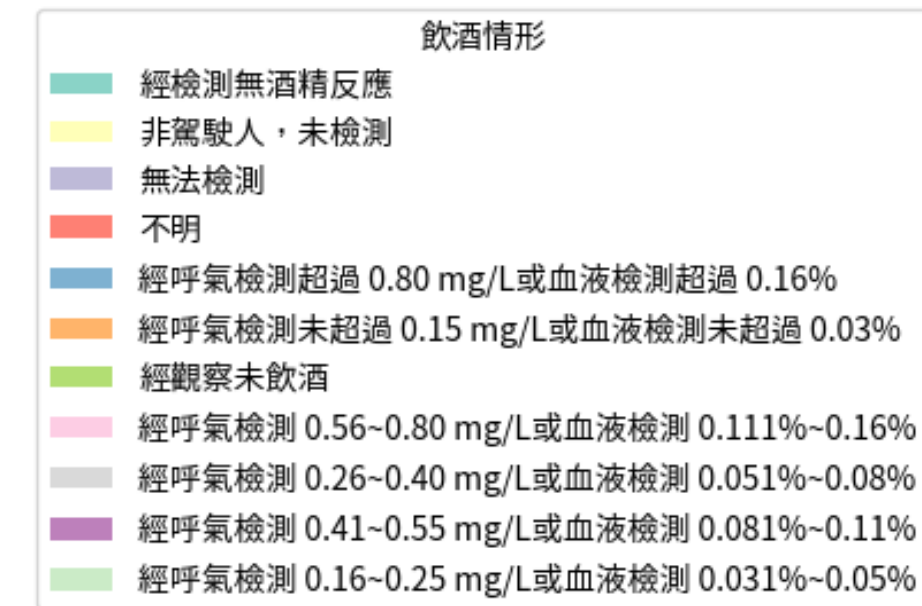 飲酒情形
經檢測無酒精反應
非駕駛人，未檢測
無法檢測
不明
經呼氣檢測超過 0.80 mg/L或血液檢測超過 0.16%
經呼氣檢測未超過 0.15 mg/L或血液檢測未超過 0.03%
經觀察未飲酒
經呼氣檢測 0.56~0.80 mg/L或血液檢測 0.111%~0.16%
經呼氣檢測 0.26~0.40 mg/L或血液檢測 0.051%~0.08%
經呼氣檢測 0.41~0.55 mg/L或血液檢測 0.081%~0.11%
經呼氣檢測 0.16~0.25 mg/L或血液檢測 0.031%~0.05%